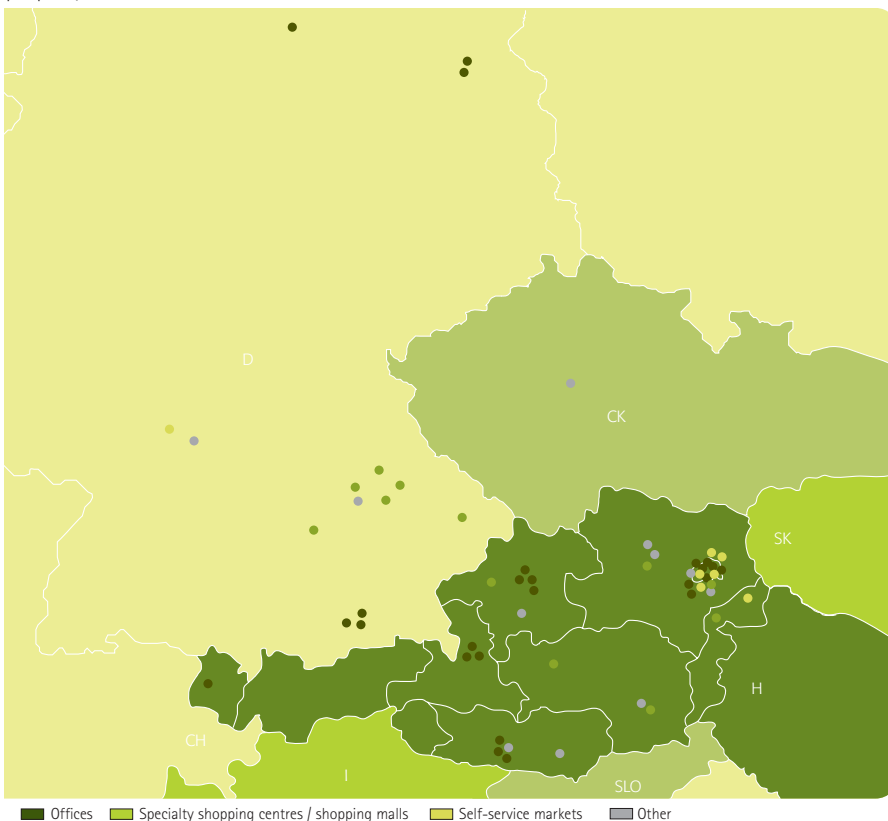 D
CK
SK
H
CH
I
SLO
Offices Specialty shopping centres / shopping malls Self-service markets Other